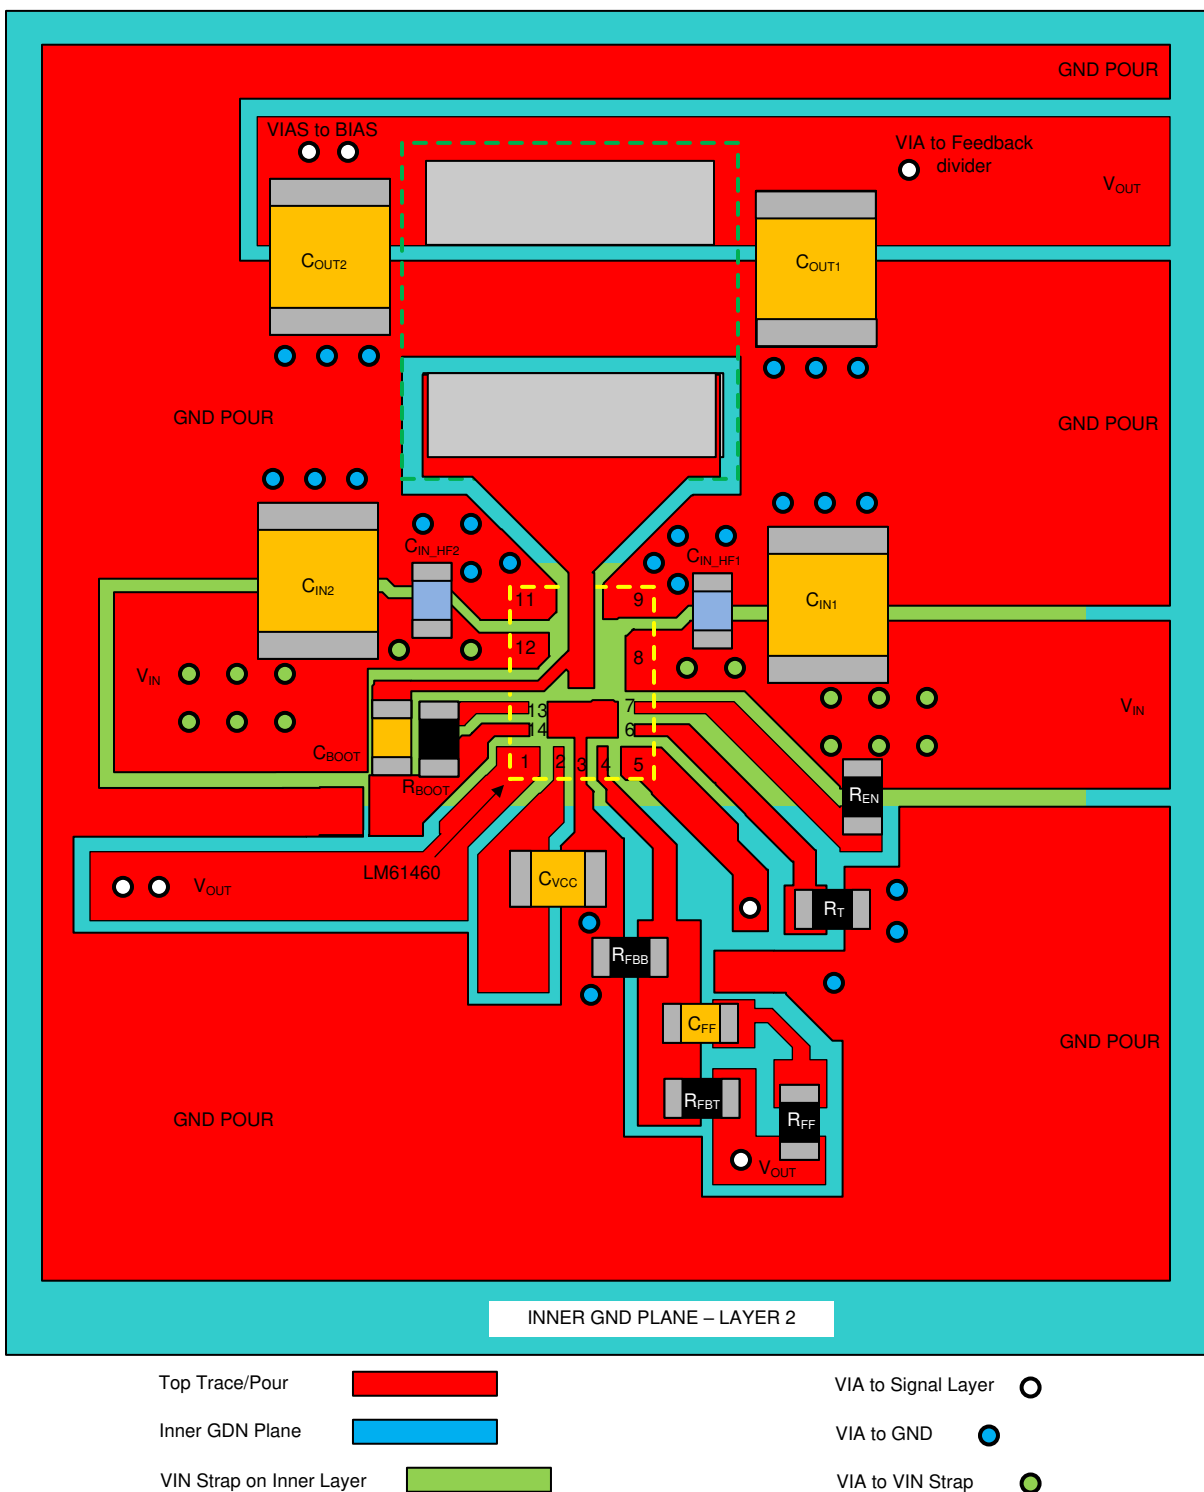 GND POUR
VIAS to BIAS
VIA to Feedback
divider
VOUT
COUT2
COUT1
GND POUR
GND POUR
CIN_HF2
CIN_HF1
CIN2
CIN1
11
9
12
8
VIN
VIN
13
7
14
6
CBOOT
RBOOT
1
2
3
4
5
REN
LM61460
VOUT
CVCC
RT
RFBB
CFF
GND POUR
RFBT
RFF
GND POUR
VOUT
INNER GND PLANE – LAYER 2
Top Trace/Pour
VIA to Signal Layer
Inner GDN Plane
VIA to GND
VIN Strap on Inner Layer
VIA to VIN Strap